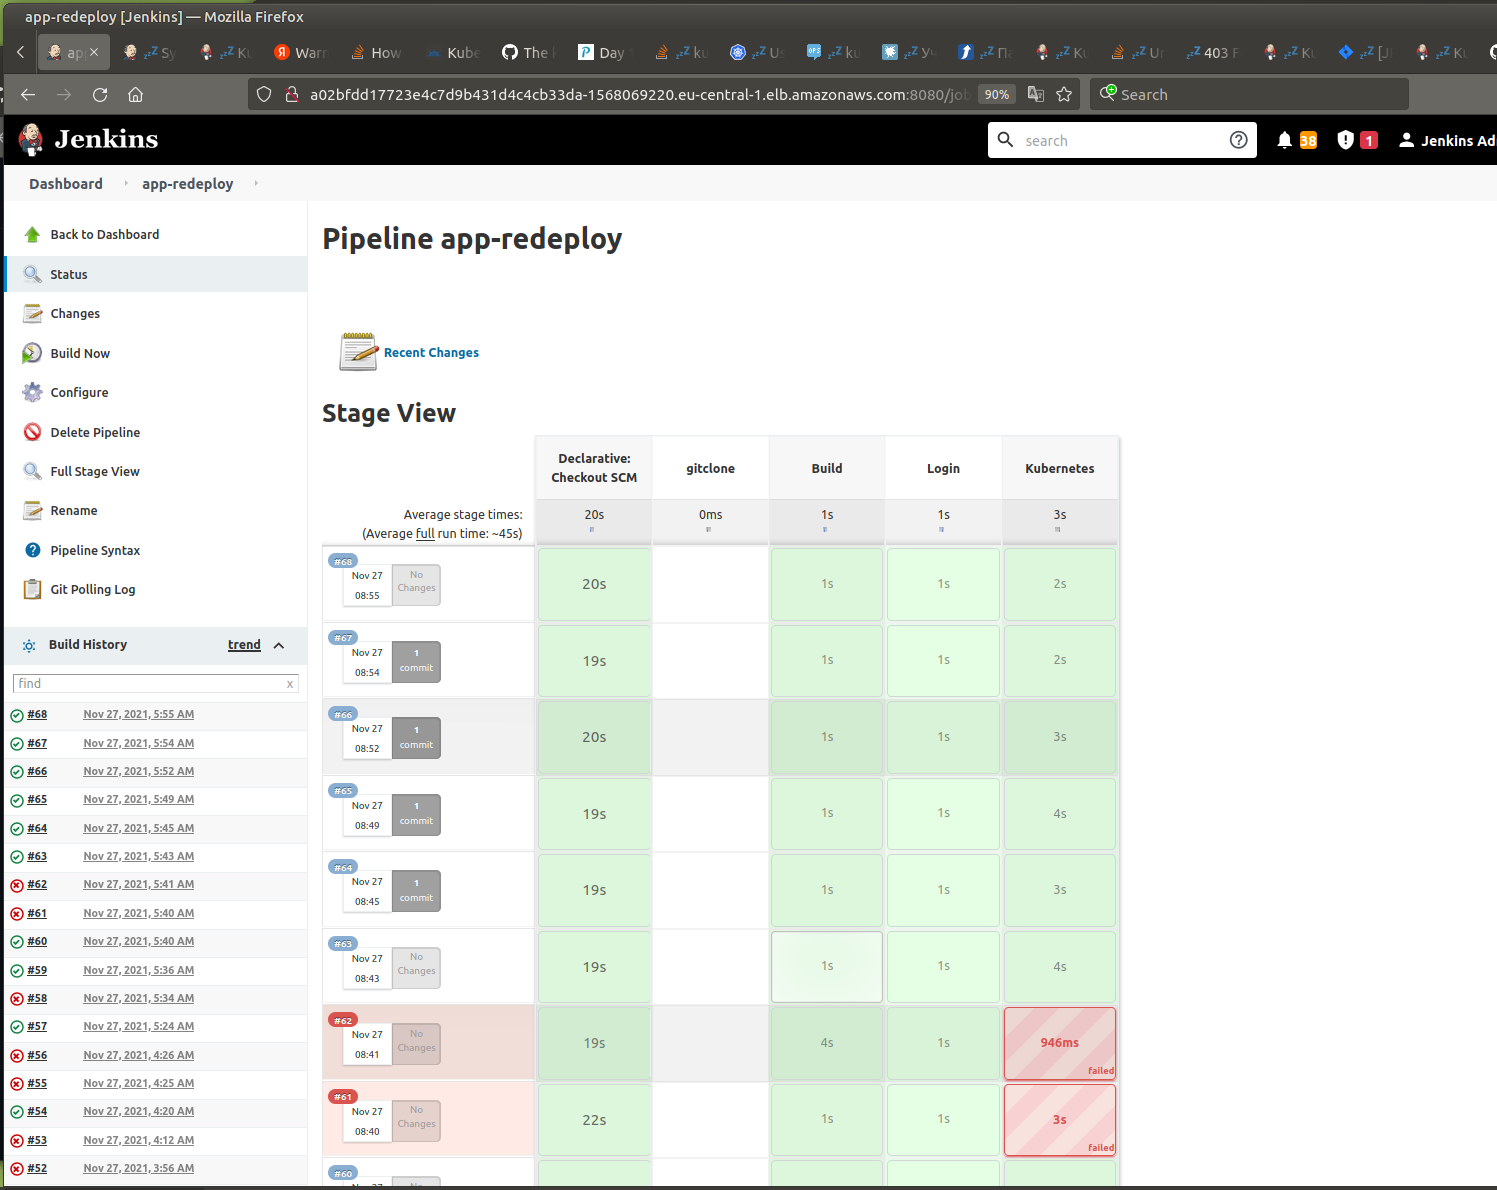 app-redeploy [Jenkins] — Mozilla Firefox
Kube
The
Day
403 F
a02bfdd17723e4c7d9b431d4c4cb33da-1568069220.eu-central-1.elb.amazonaws.com:8080/job
90%
Search
Jenkins
search
38
1
Jenkins Ad
Dashboard
app-redeploy
Back to Dashboard
Status
Changes
Build Now
Configure
Delete Pipeline
Full Stage View
Rename
Pipeline Syntax
Git Polling Log
Build History
trend
find
x
#68 Nov 27, 2021, 5:55 AM
#67 Nov 27, 2021, 5:54 AM
#66 Nov 27, 2021, 5:52 AM
#65 Nov 27, 2021, 5:49 AM
#64 Nov 27, 2021, 5:45 AM
#63 Nov 27, 2021, 5:43 AM
#62 Nov 27, 2021, 5:41 AM
#61 Nov 27, 2021, 5:40 AM
#60 Nov 27, 2021, 5:40 AM
#59 Nov 27, 2021, 5:36 AM
#58 Nov 27, 2021, 5:34 AM
#57 Nov 27, 2021, 5:24 AM
#56 Nov 27, 2021, 4:26 AM
#55 Nov 27, 2021, 4:25 AM
#54 Nov 27, 2021, 4:20 AM
#53 Nov 27, 2021, 4:12 AM
#52 Nov 27, 2021, 3:56 AM
Pipeline app-redeploy
Recent Changes
Stage View
Declarative:
Checkout SCM
gitclone
Build
Login
Kubernetes
Average stage times:
(Average full run time: ~45s)
20s
0ms
1s
1s
3s
#68
Nov 27
08:55
No
Changes
20s
1s
1s
2s
#67
Nov 27
08:54
1
commit
19s
1s
1s
2s
#66
Nov 27
08:52
1
commit
20s
1s
1s
3s
#65
Nov 27
08:49
1
commit
19s
1s
1s
4s
#64
Nov 27
08:45
1
commit
19s
1s
1s
3s
#63
Nov 27
08:43
No
Changes
19s
1s
1s
4s
#62
Nov 27
08:41
No
Changes
19s
4s
1s
946ms
failed
#61
Nov 27
08:40
No
Changes
22s
1s
1s
3s
failed
#60